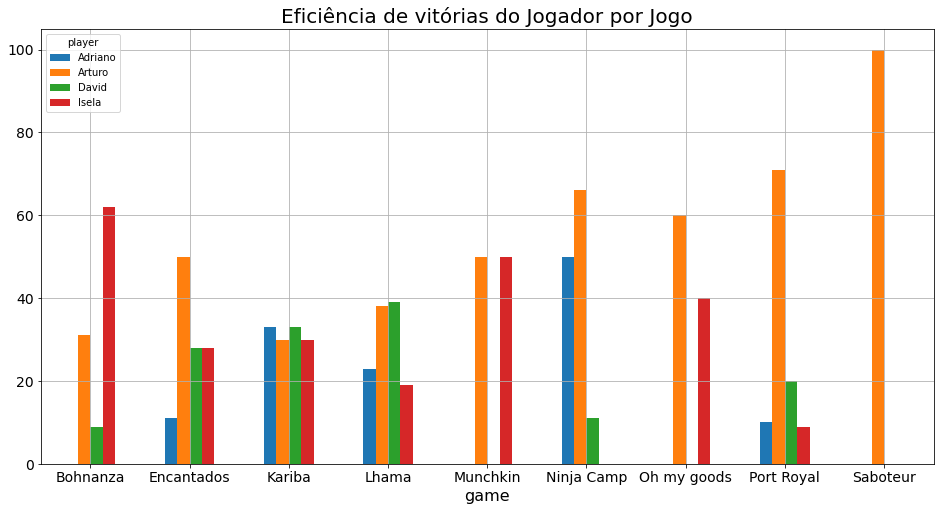 Eficiência de vitórias do Jogador por Jogo
player
Adriano
Arturo
David
Isela
100
80
60
40
20
0
Bohnanza Encantados Kariba Lhama Munchkin Ninja Camp Oh my goods Port Royal Saboteur
game